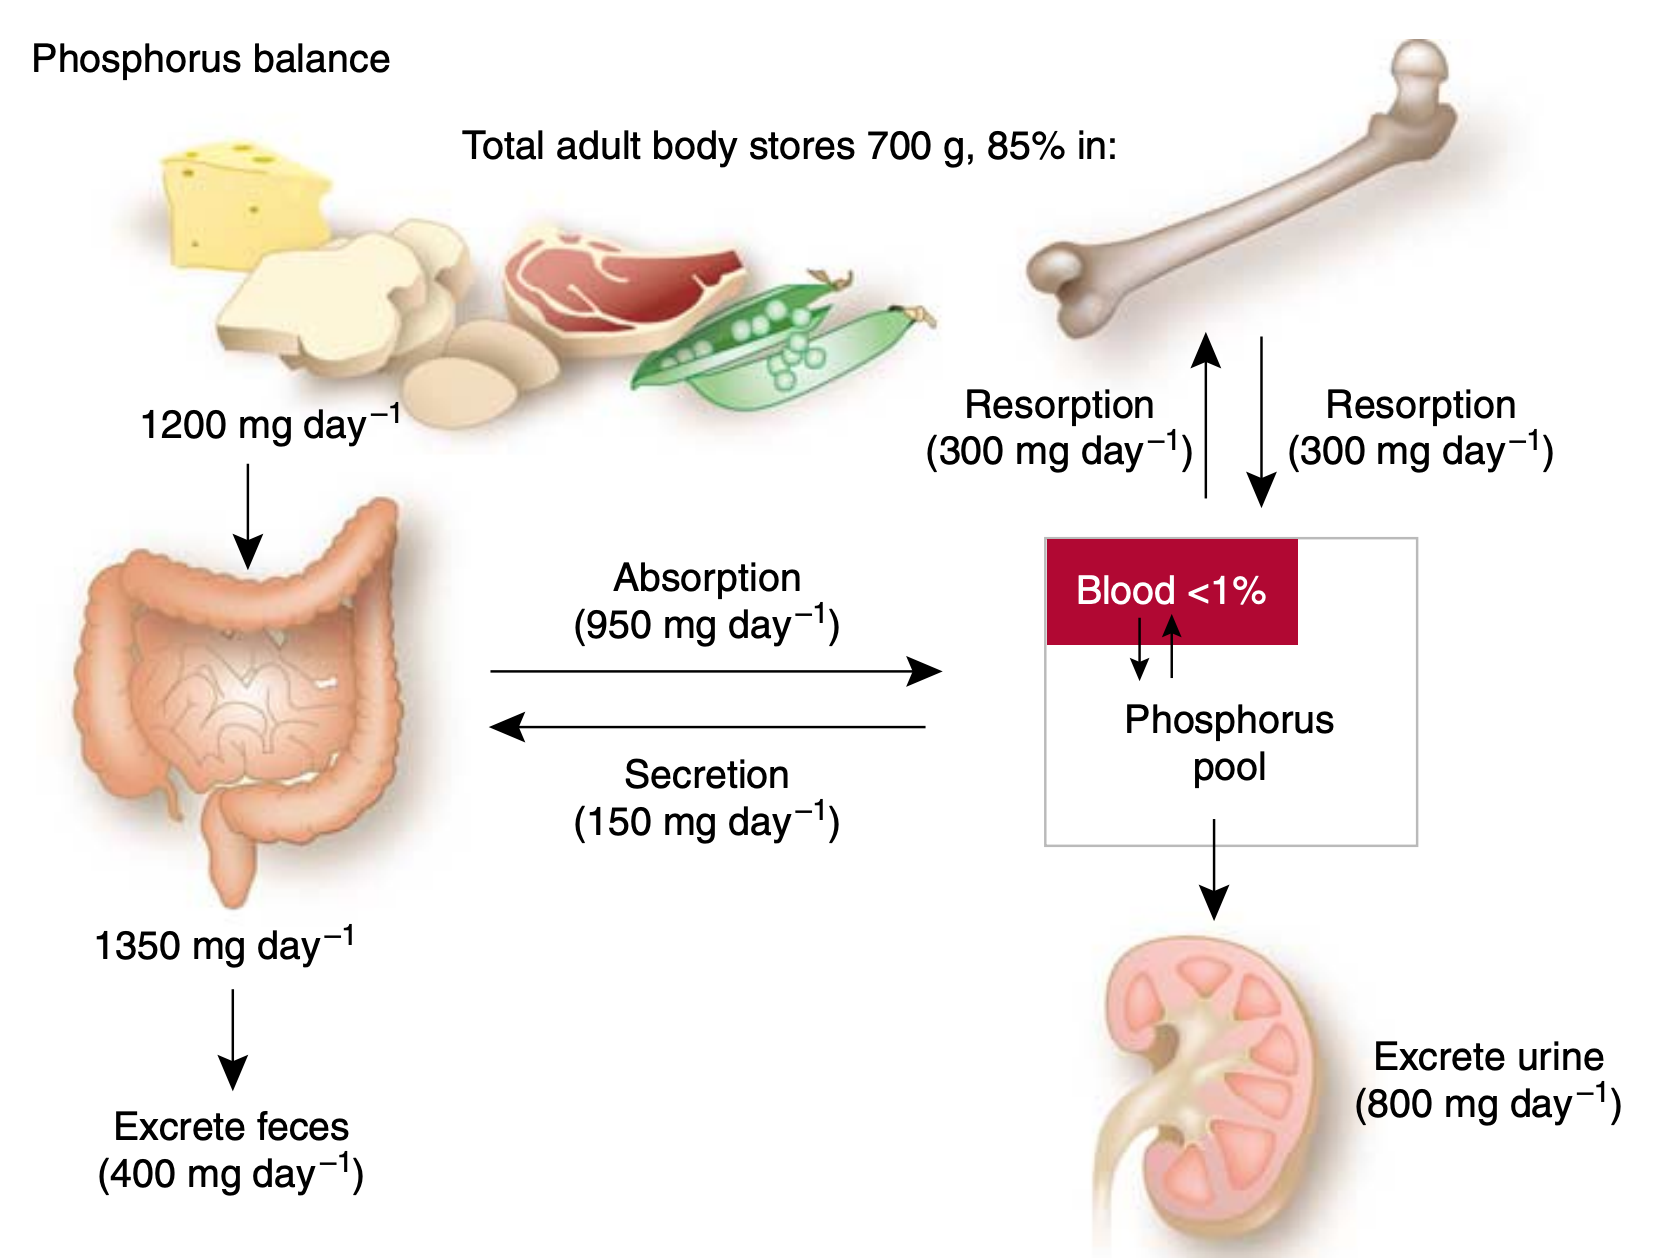 Phosphorus balance
Total adult body stores 700 g, 85% in:
1200 mg day⁻¹
Resorption
(300 mg day⁻¹)
Resorption
(300 mg day⁻¹)
Absorption
(950 mg day⁻¹)
Blood <1%
Phosphorus
pool
Secretion
(150 mg day⁻¹)
1350 mg day⁻¹
Excrete feces
(400 mg day⁻¹)
Excrete urine
(800 mg day⁻¹)